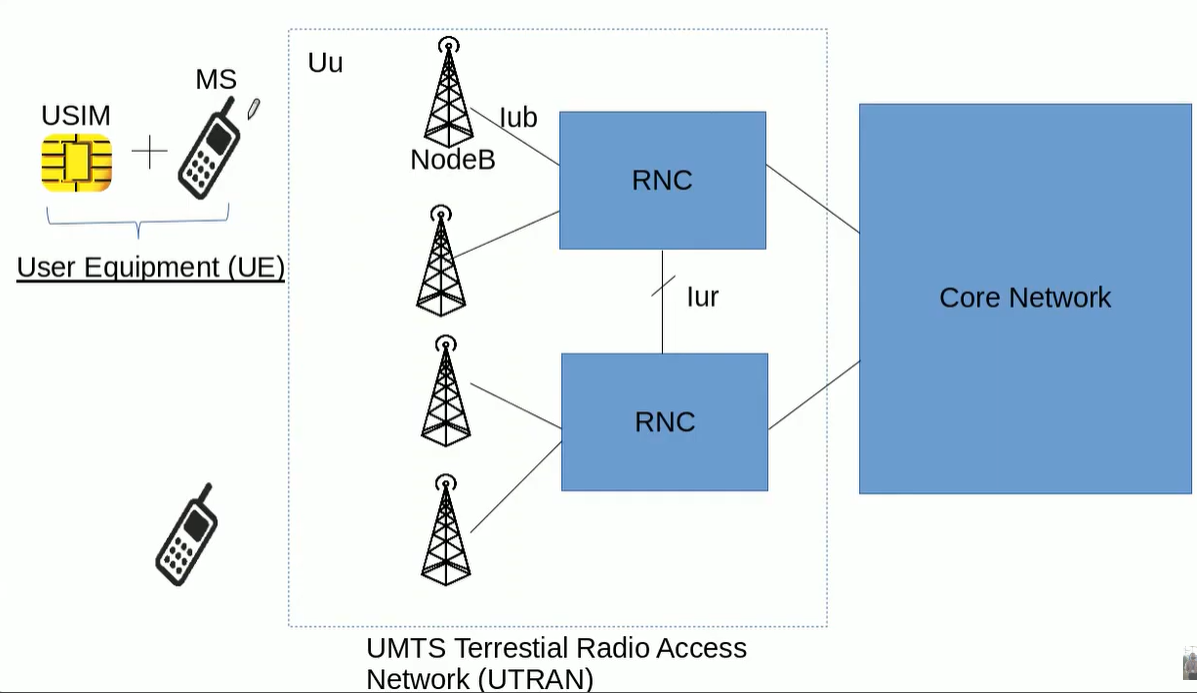 Uu
MS
USIM
Iub
NodeB
RNC
User Equipment (UE)
Iur
Core Network
RNC
UMTS Terrestial Radio Access
Network (UTRAN)